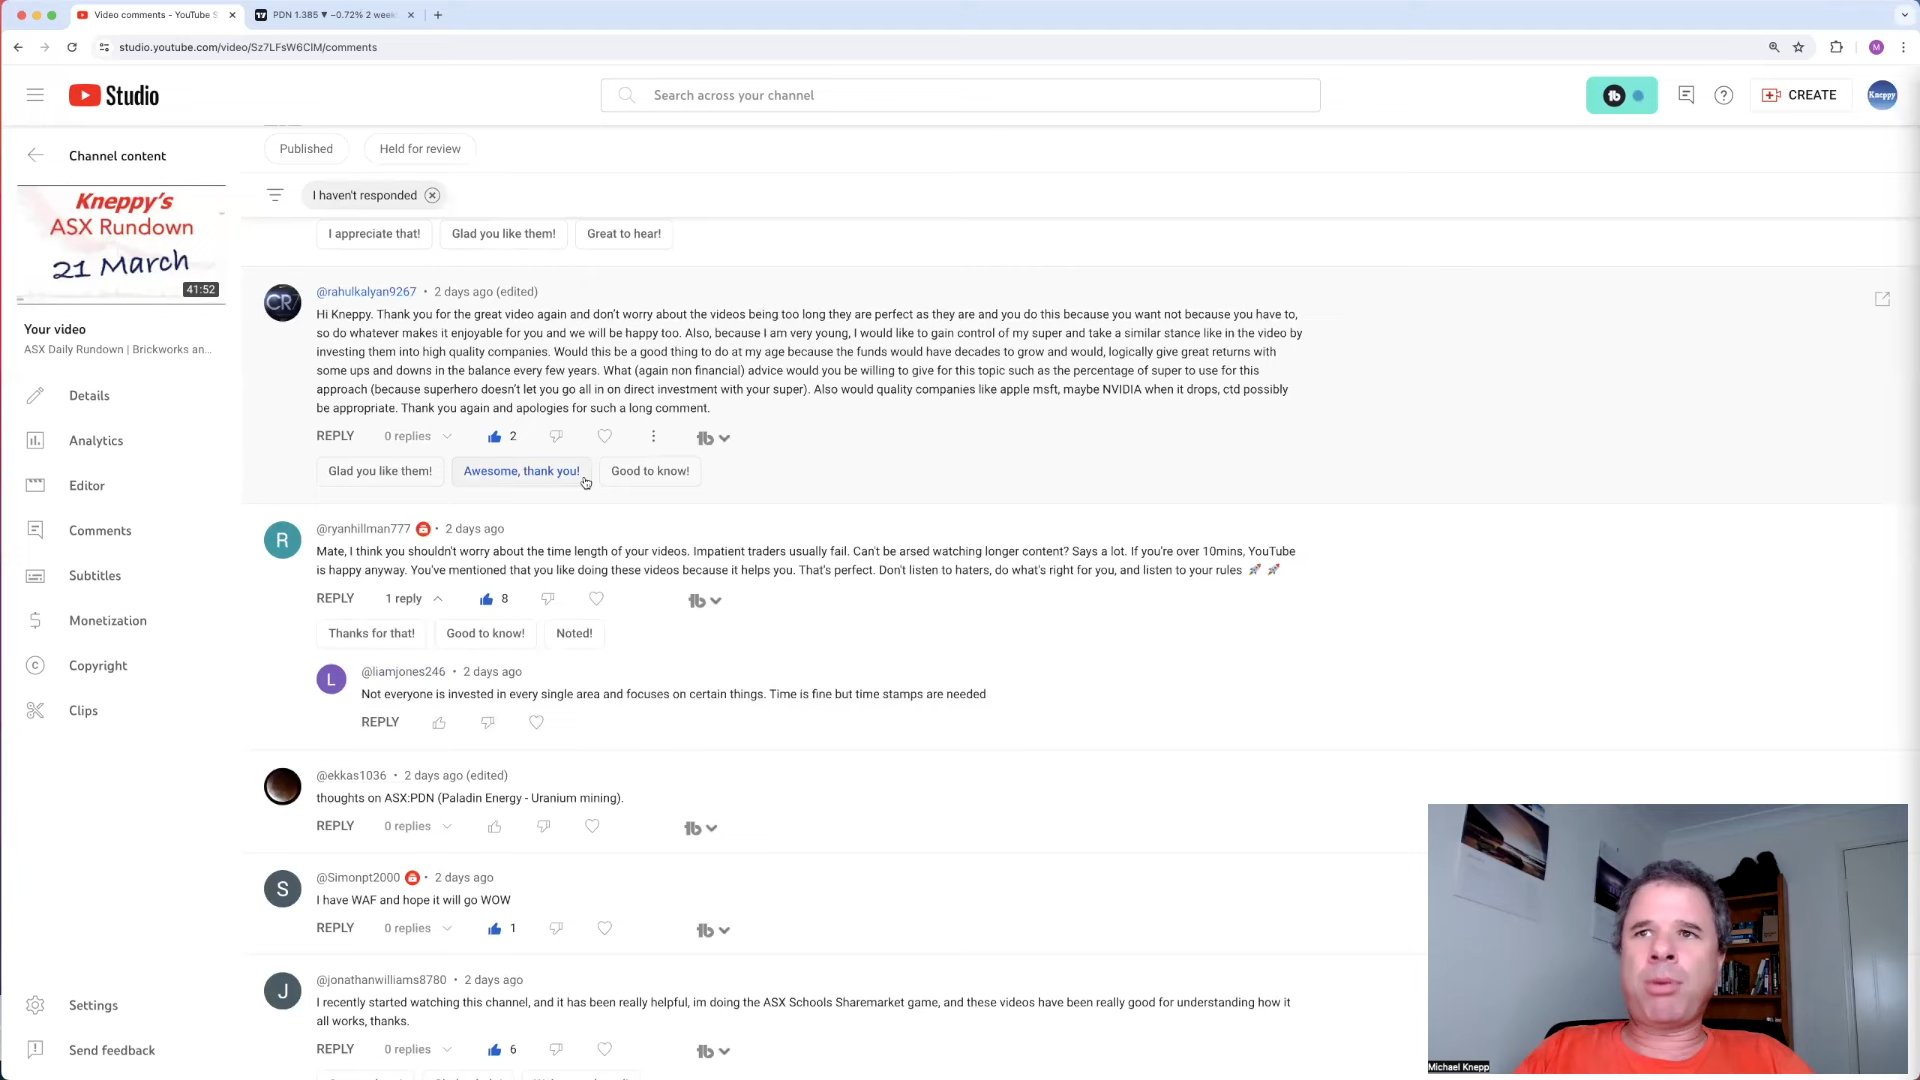 Video comments - YouTube S
PDN 1.385 ▼ −0.72% 2 week
studio.youtube.com/video/Sz7LFsW6ClM/comments
M
Studio
Search across your channel
CREATE
Kneppy
Channel content
Published
Held for review
I haven't responded
Kneppy's
ASX Rundown
21 March
41:52
I appreciate that!
Glad you like them!
Great to hear!
Your video
ASX Daily Rundown | Brickworks an...
Details
Analytics
Editor
Comments
Subtitles
Monetization
Copyright
Clips
Settings
Send feedback
CR7
@rahulkalyan9267 • 2 days ago (edited)
Hi Kneppy. Thank you for the great video again and don't worry about the videos being too long they are perfect as they are and you do this because you want not because you have to,
so do whatever makes it enjoyable for you and we will be happy too. Also, because I am very young, I would like to gain control of my super and take a similar stance like in the video by
investing them into high quality companies. Would this be a good thing to do at my age because the funds would have decades to grow and would, logically give great returns with
some ups and downs in the balance every few years. What (again non financial) advice would you be willing to give for this topic such as the percentage of super to use for this
approach (because superhero doesn't let you go all in on direct investment with your super). Also would quality companies like apple msft, maybe NVIDIA when it drops, ctd possibly
be appropriate. Thank you again and apologies for such a long comment.
REPLY 0 replies 2
Glad you like them!
Awesome, thank you!
Good to know!
R
@ryanhillman777 • 2 days ago
Mate, I think you shouldn't worry about the time length of your videos. Impatient traders usually fail. Can't be arsed watching longer content? Says a lot. If you're over 10mins, YouTube
is happy anyway. You've mentioned that you like doing these videos because it helps you. That's perfect. Don't listen to haters, do what's right for you, and listen to your rules 🚀 🚀
REPLY 1 reply 8
Thanks for that!
Good to know!
Noted!
L
@liamjones246 • 2 days ago
Not everyone is invested in every single area and focuses on certain things. Time is fine but time stamps are needed
REPLY
@ekkas1036 • 2 days ago (edited)
thoughts on ASX:PDN (Paladin Energy - Uranium mining).
REPLY 0 replies
S
@Simonpt2000 • 2 days ago
I have WAF and hope it will go WOW
REPLY 0 replies 1
J
@jonathanwilliams8780 • 2 days ago
I recently started watching this channel, and it has been really helpful, im doing the ASX Schools Sharemarket game, and these videos have been really good for understanding how it
all works, thanks.
REPLY 0 replies 6
Michael Knepp